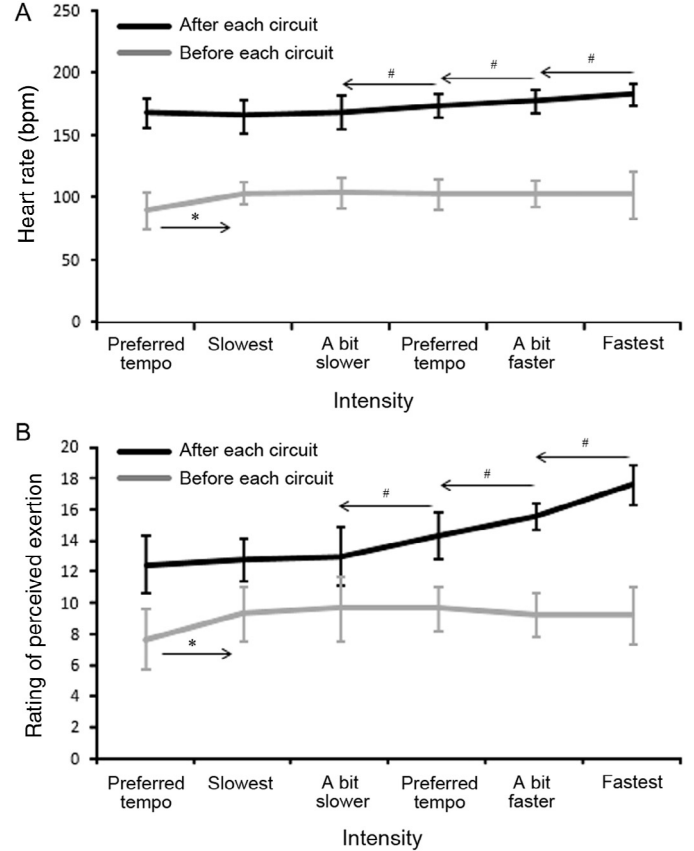 A
250
200
150
100
50
0
Heart rate (bpm)
After each circuit
Before each circuit
#
#
#
*
Preferred
tempo
Slowest
A bit
slower
Preferred
tempo
A bit
faster
Fastest
Intensity
B
20
18
16
14
12
10
8
6
4
2
0
Rating of perceived exertion
After each circuit
Before each circuit
#
#
#
*
Preferred
tempo
Slowest
A bit
slower
Preferred
tempo
A bit
faster
Fastest
Intensity